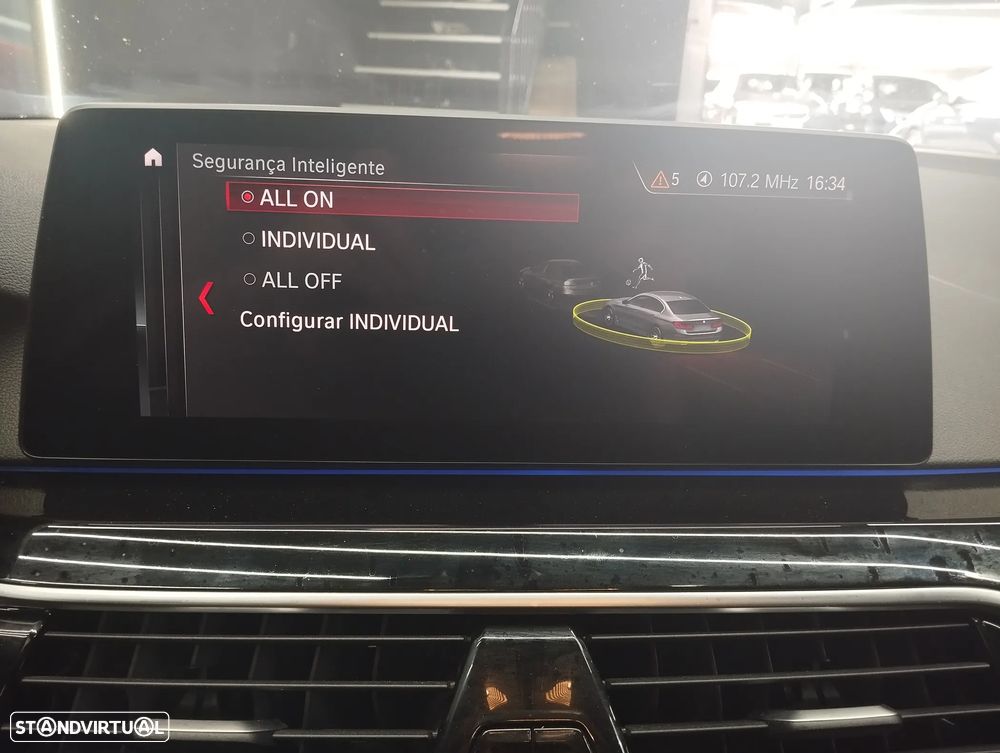 Segurança Inteligente
5 107.2 MHz 16:34
ALL ON
INDIVIDUAL
ALL OFF
Configurar INDIVIDUAL
STANDVIRTUAL